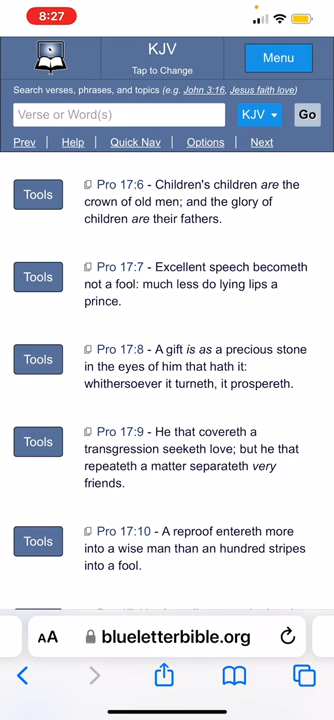 8:27
KJV
Tap to Change
Menu
Search verses, phrases, and topics (e.g. John 3:16, Jesus faith love)
Verse or Word(s)
KJV
Go
Prev | Help | Quick Nav | Options | Next
Tools
Pro 17:6 - Children's children are the
crown of old men; and the glory of
children are their fathers.
Tools
Pro 17:7 - Excellent speech becometh
not a fool: much less do lying lips a
prince.
Tools
Pro 17:8 - A gift is as a precious stone
in the eyes of him that hath it:
whithersoever it turneth, it prospereth.
Tools
Pro 17:9 - He that covereth a
transgression seeketh love; but he that
repeateth a matter separateth very
friends.
Tools
Pro 17:10 - A reproof entereth more
into a wise man than an hundred stripes
into a fool.
AA
blueletterbible.org